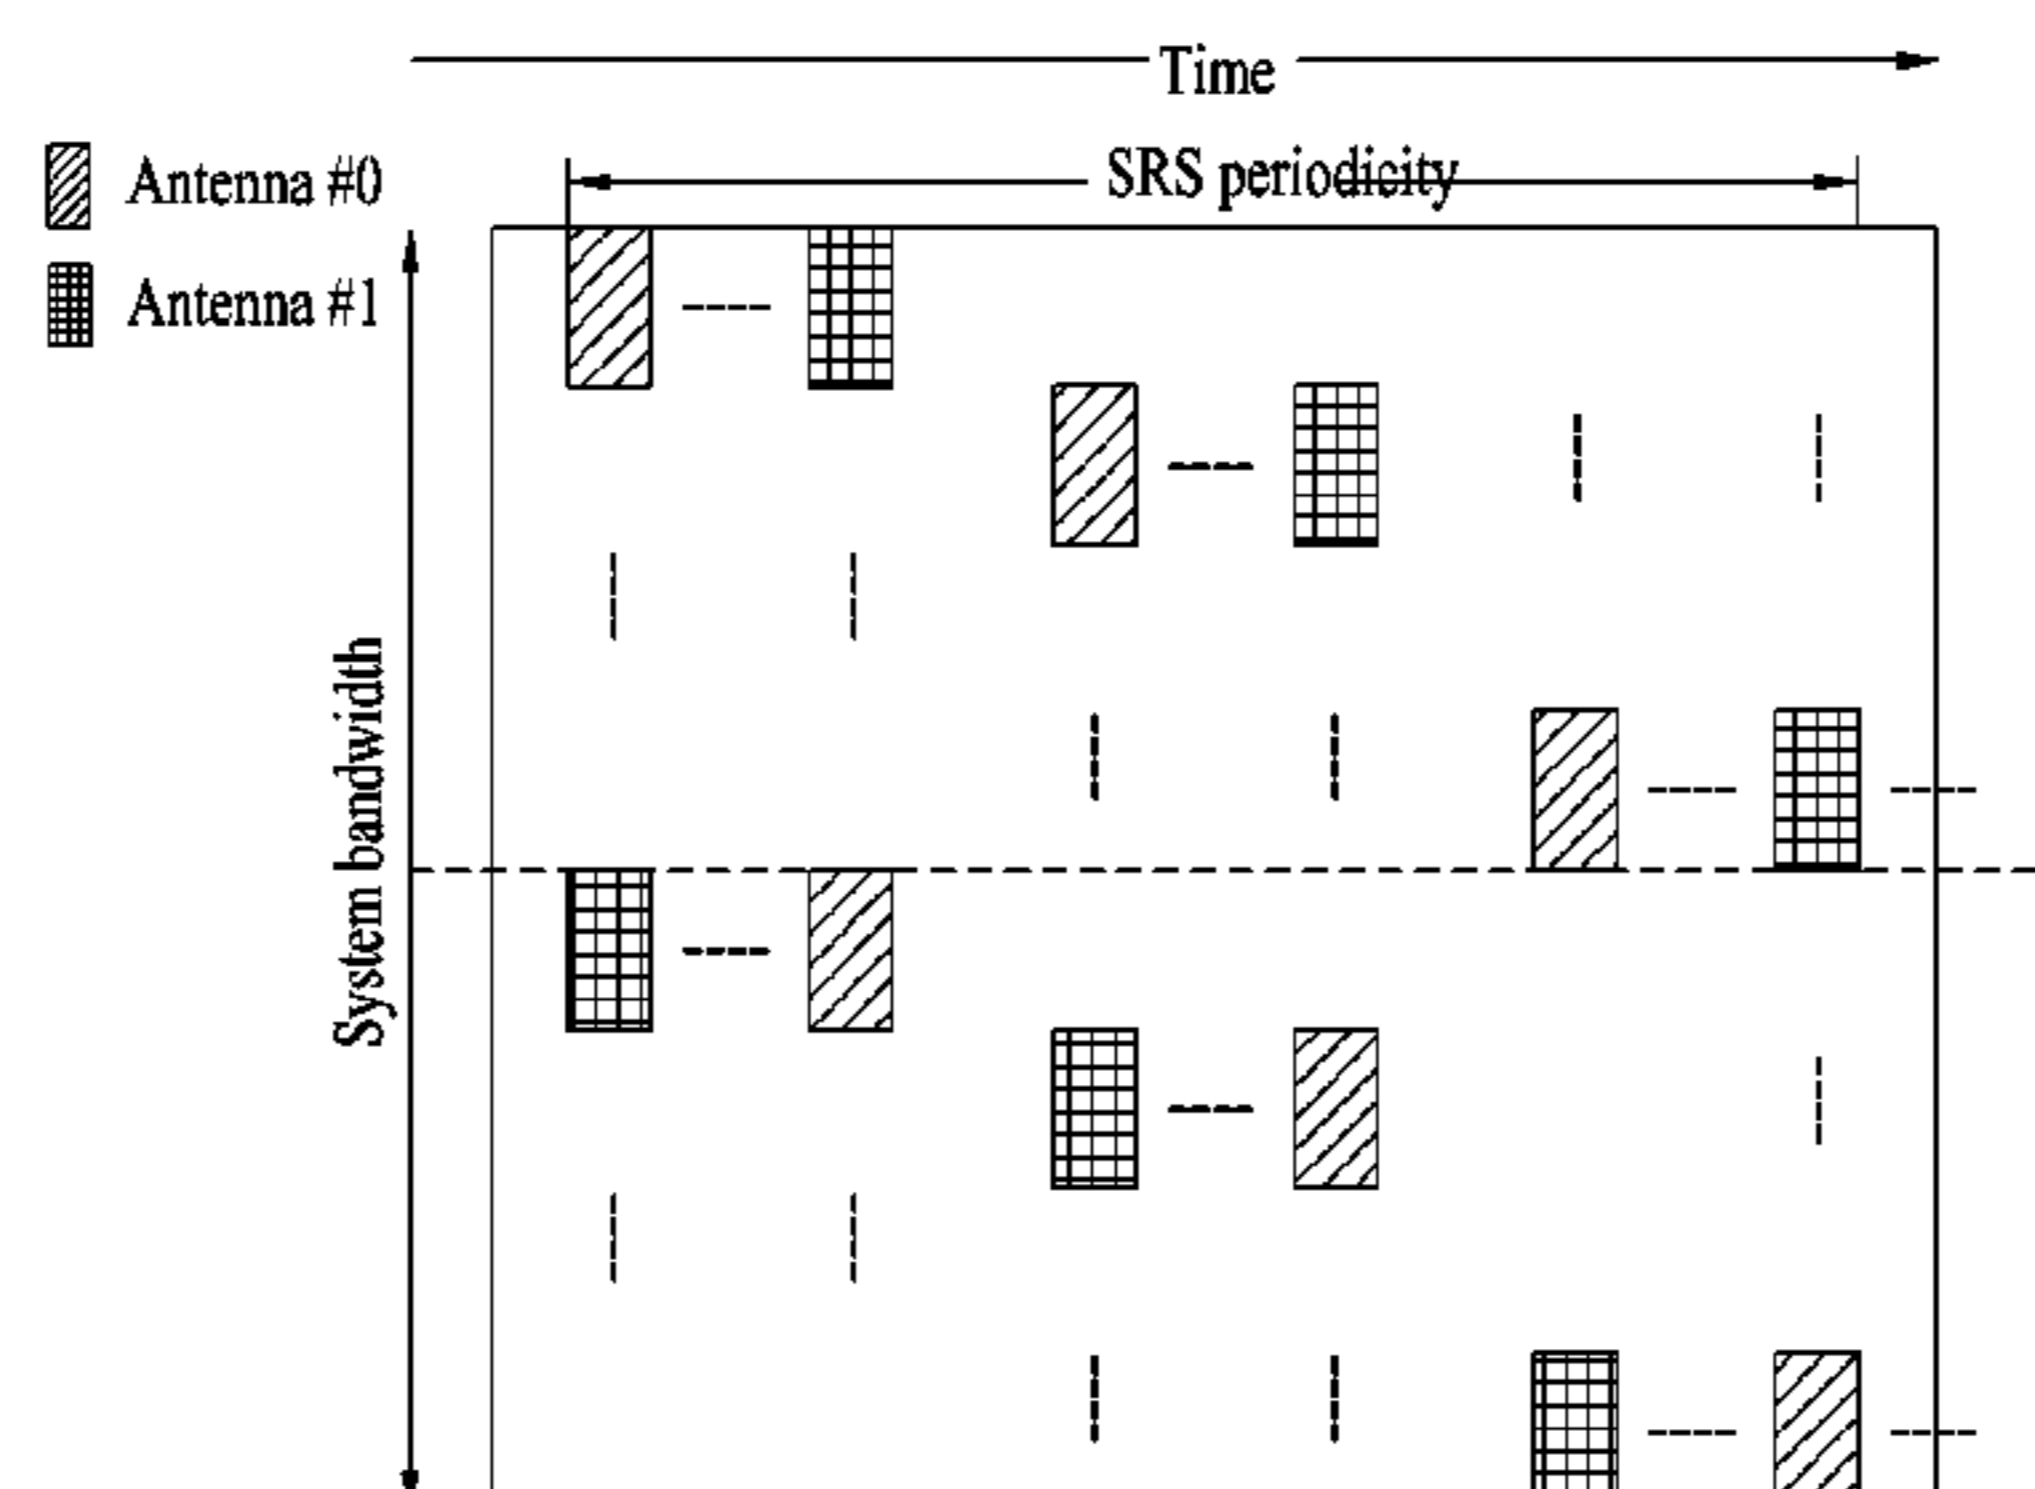 Time
SRS periodicity
Antenna #0
Antenna #1
System bandwidth